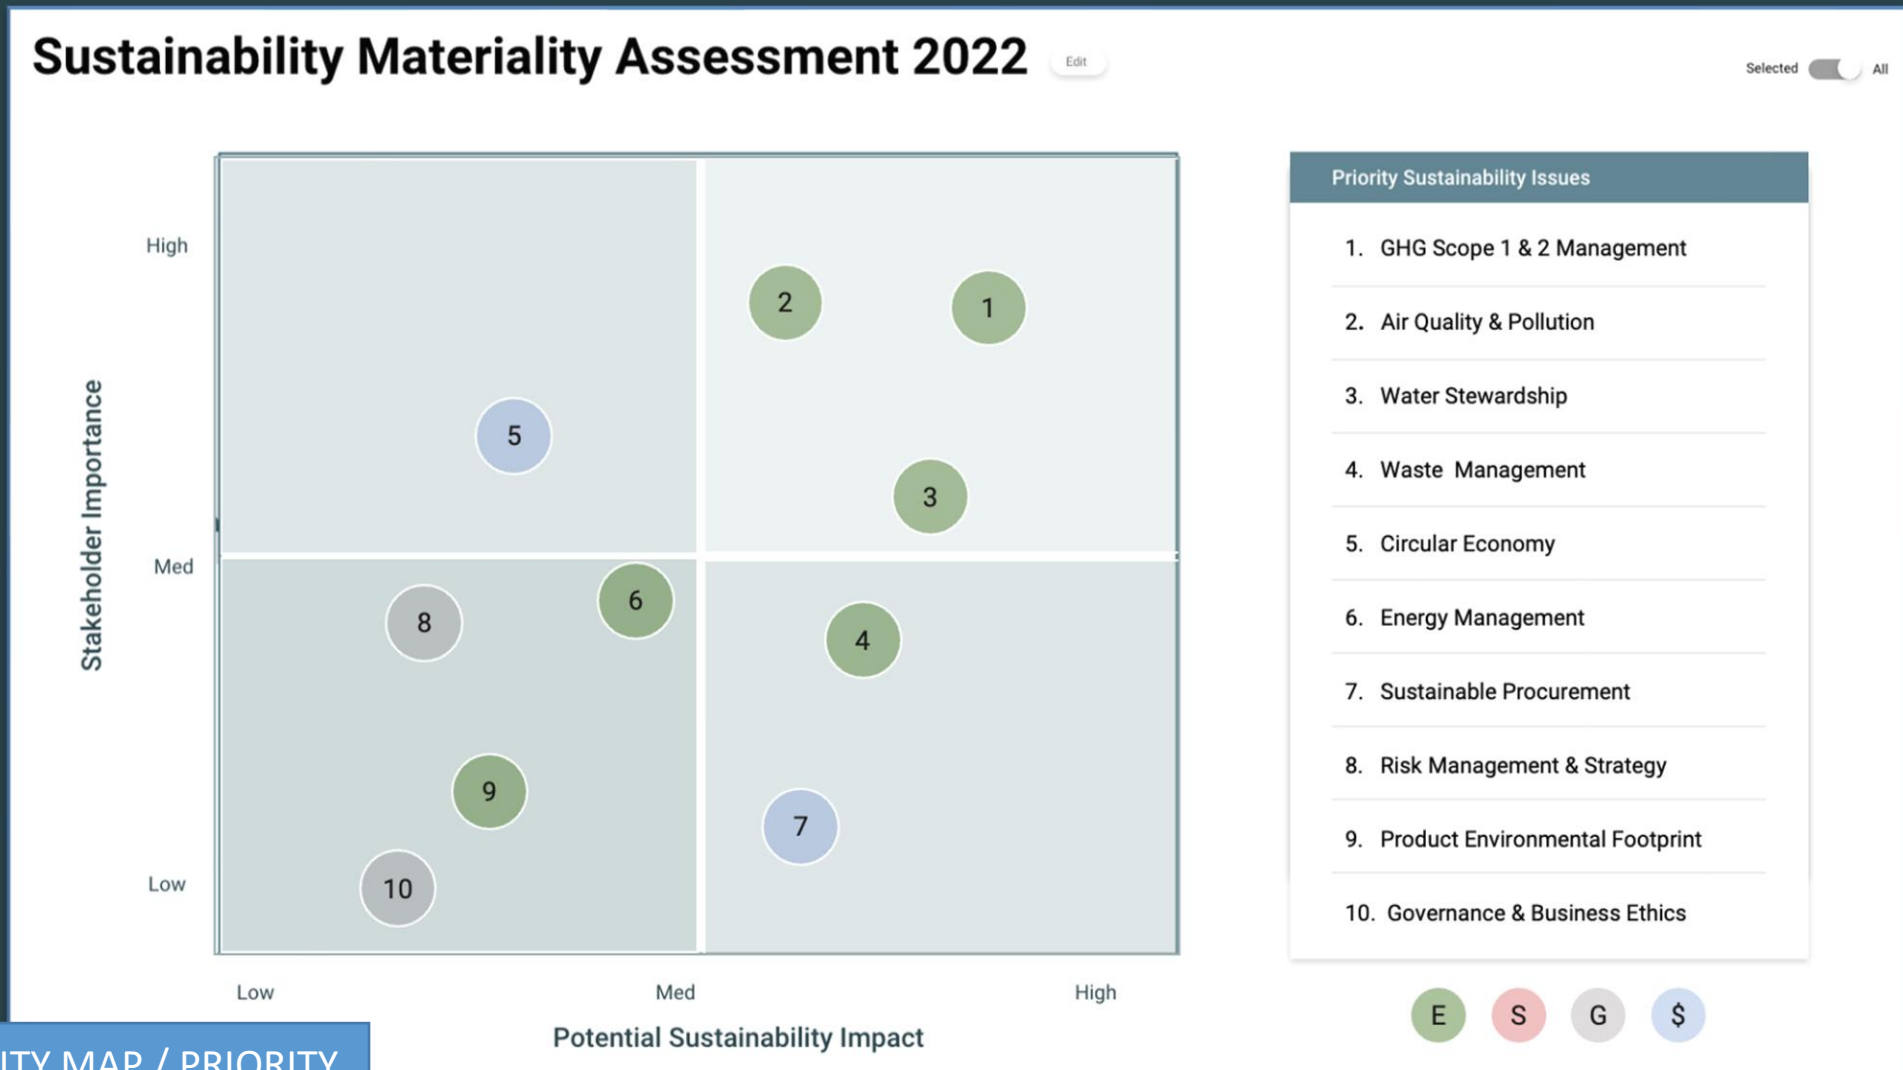 Sustainability Materiality Assessment 2022
Edit
Selected
All
Stakeholder Importance
High
Med
Low
2
1
5
3
6
8
4
9
7
10
Low
Med
High
Potential Sustainability Impact
Priority Sustainability Issues
1. GHG Scope 1 & 2 Management
2. Air Quality & Pollution
3. Water Stewardship
4. Waste Management
5. Circular Economy
6. Energy Management
7. Sustainable Procurement
8. Risk Management & Strategy
9. Product Environmental Footprint
10. Governance & Business Ethics
E S G $
MAP / PRIORITY